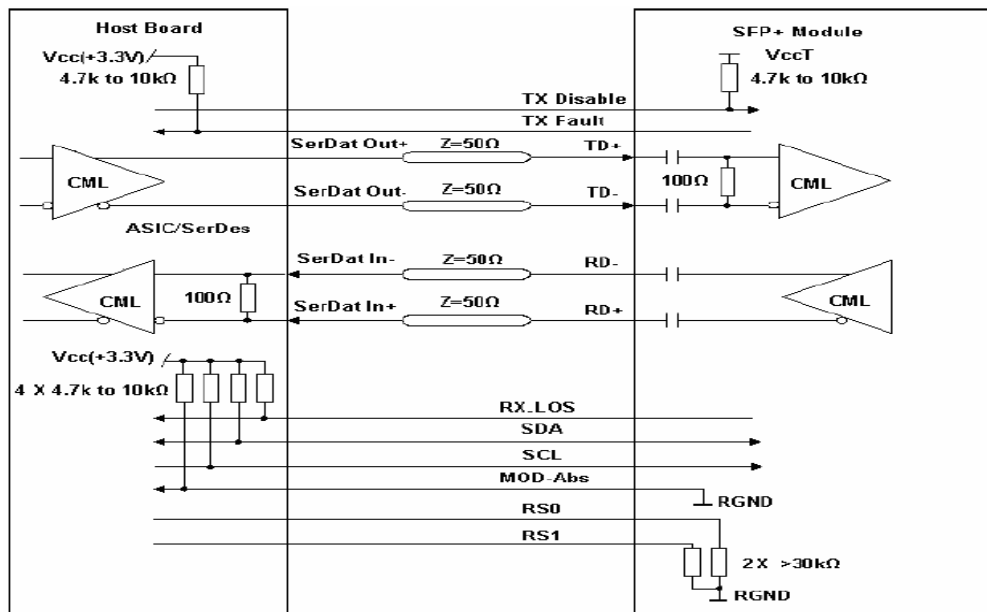 Host Board
SFP+ Module
Vcc(+3.3V)
4.7k to 10kΩ
VccT
4.7k to 10kΩ
TX Disable
TX Fault
SerDat Out+
Z=50Ω
TD+
CML
100Ω
CML
SerDat Out-
Z=50Ω
TD-
ASIC/SerDes
SerDat In-
Z=50Ω
RD-
CML
100Ω
SerDat In+
Z=50Ω
RD+
Vcc(+3.3V)
4 X 4.7k to 10kΩ
RX-LOS
SDA
SCL
MOD-Abs
RGND
RS0
RS1
2 X >30kΩ
RGND